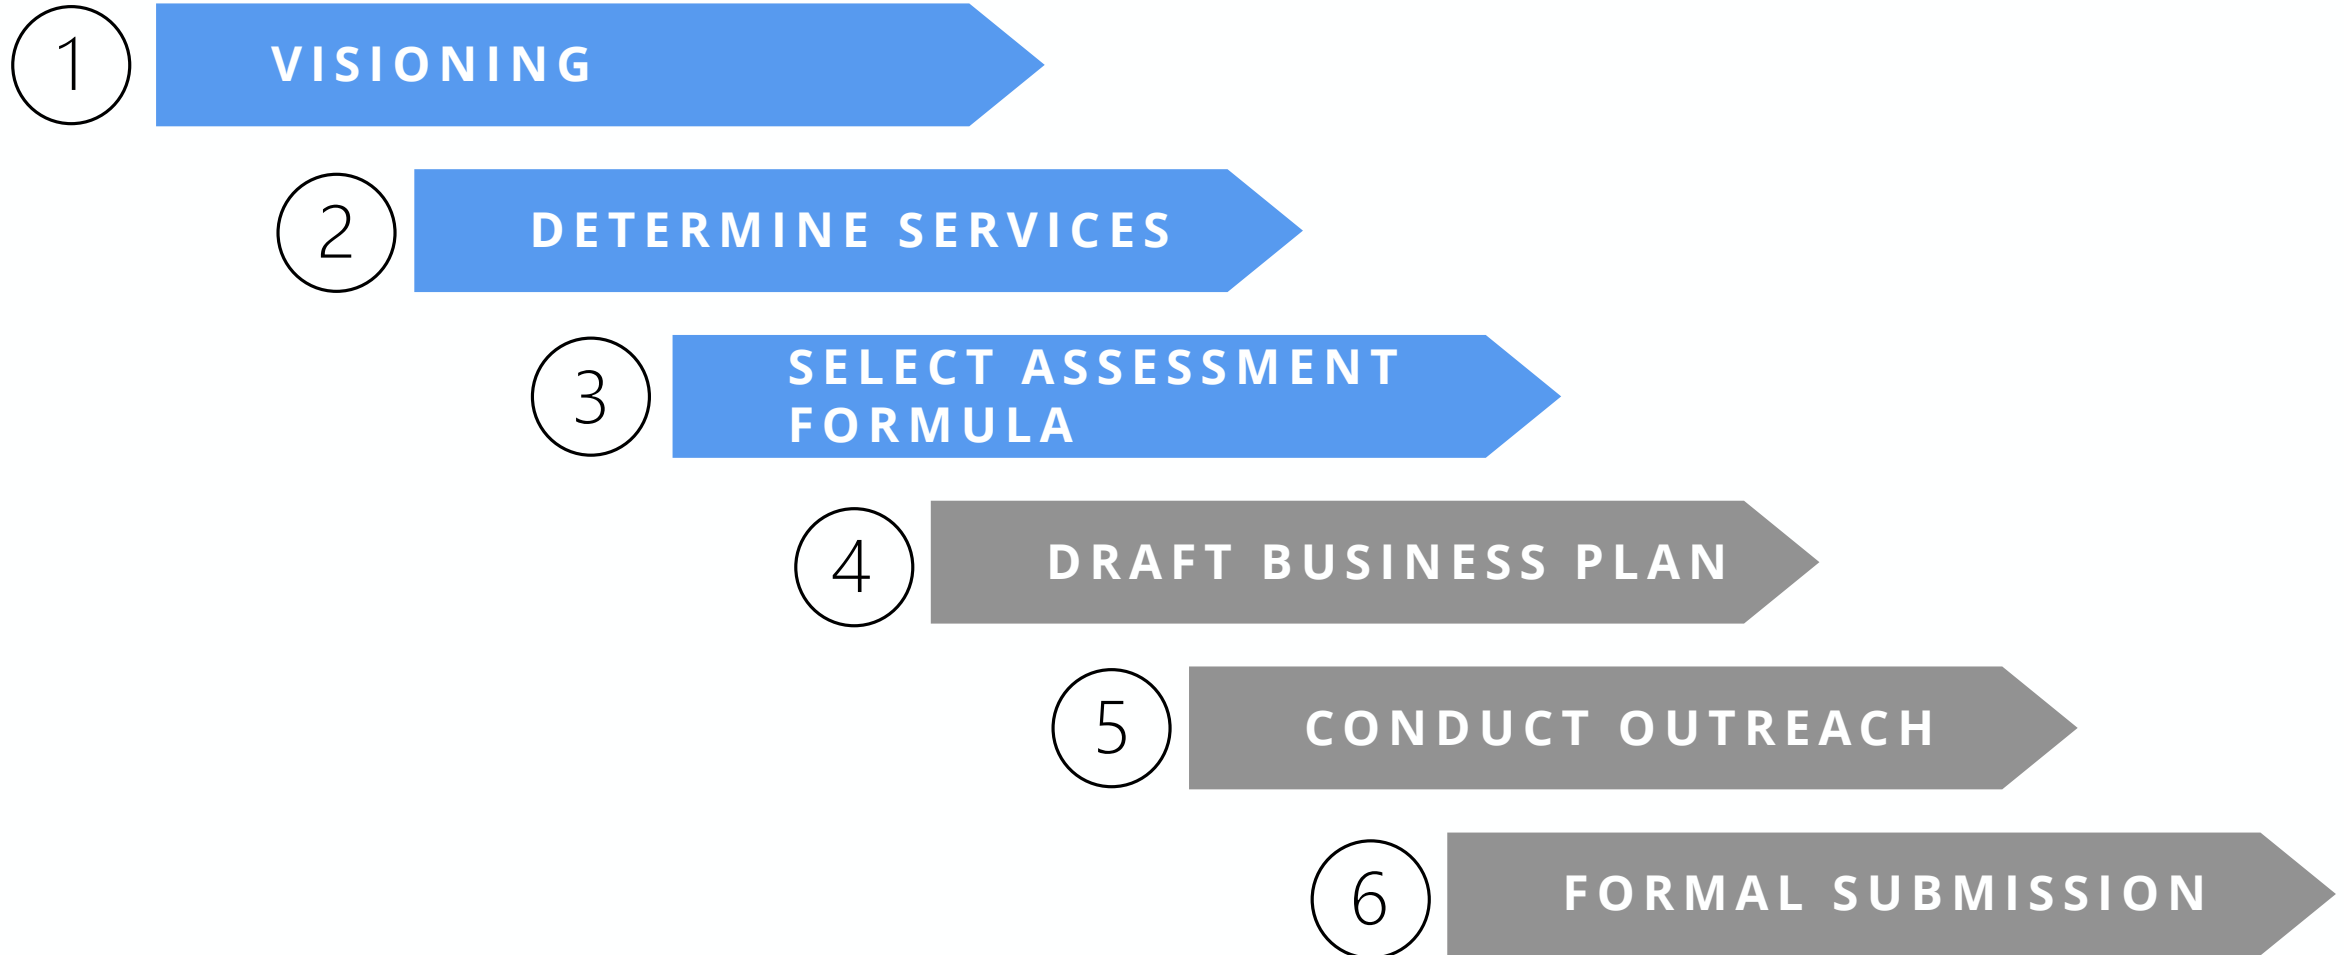 1
VISIONING
2
DETERMINE SERVICES
3
SELECT ASSESSMENT
FORMULA
4
DRAFT BUSINESS PLAN
5
CONDUCT OUTREACH
6
FORMAL SUBMISSION